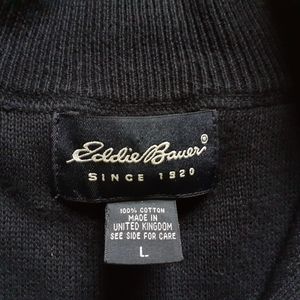 Eddie Bauer®
SINCE 1920
100% COTTON
MADE IN
UNITED KINGDOM
SEE SIDE FOR CARE
L